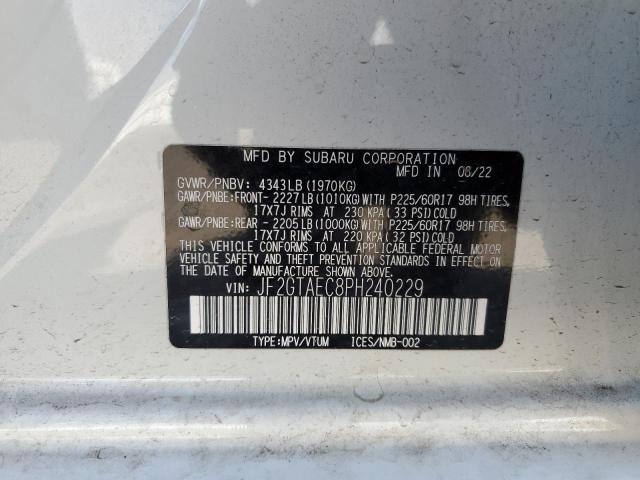 MFD BY SUBARU CORPORATION
MFD IN 08/22
GVWR/PNBV: 4343LB (1970KG)
GAWR/PNBE:FRONT- 2227LB (1010KG)WITH P225/60R17 98H TIRES,
17X7J RIMS AT 230 KPA (33 PSI)COLD
GAWR/PNBE:REAR - 2205LB (1000KG)WITH P225/60R17 98H TIRES,
17X7J RIMS AT 220 KPA (32 PSI)COLD
THIS VEHICLE CONFORMS TO ALL APPLICABLE FEDERAL MOTOR
VEHICLE SAFETY AND THEFT PREVENTION STANDARDS IN EFFECT
ON THE DATE OF MANUFACTURE SHOWN ABOVE.
VIN: JF2GTAEC8PH240229
TYPE:MPV/VTUM ICES/NMB-002